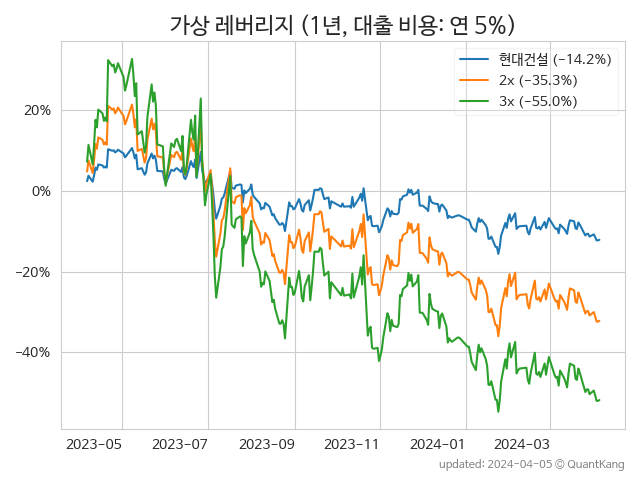 가상 레버리지 (1년, 대출 비용: 연 5%)
현대건설 (−14.2%)
2x (−35.3%)
3x (−55.0%)
20%
0%
−20%
−40%
2023-05 2023-07 2023-09 2023-11 2024-01 2024-03
updated: 2024-04-05 © QuantKang